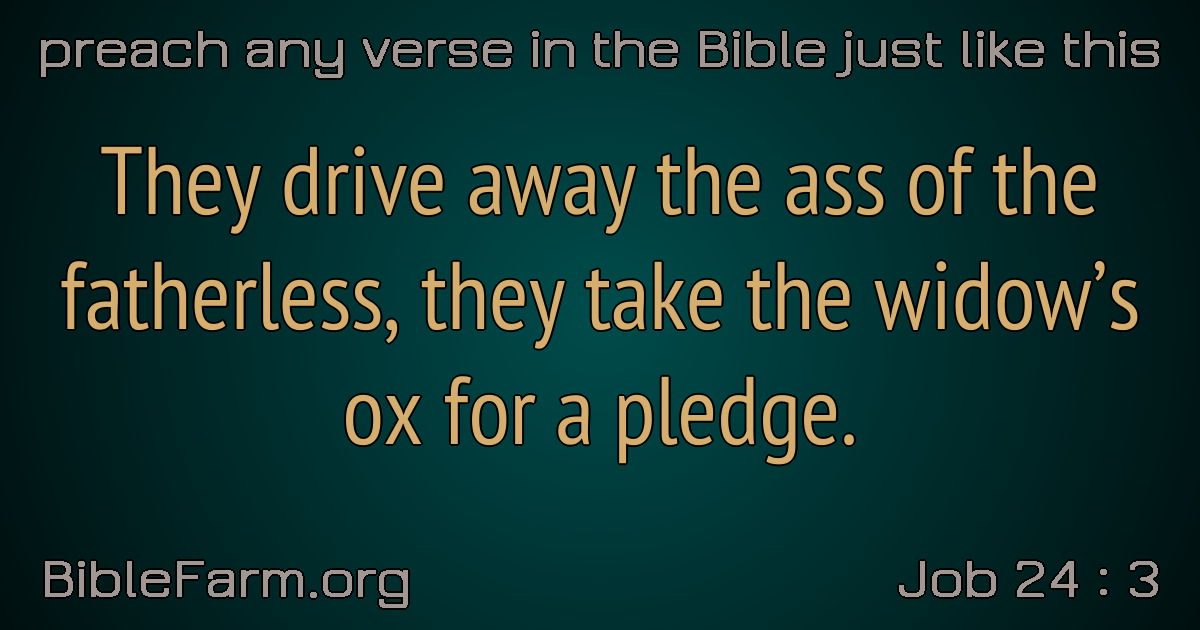 preach any verse in the Bible just like this
They drive away the ass of the
fatherless, they take the widow’s
ox for a pledge.
BibleFarm.org
Job 24 : 3